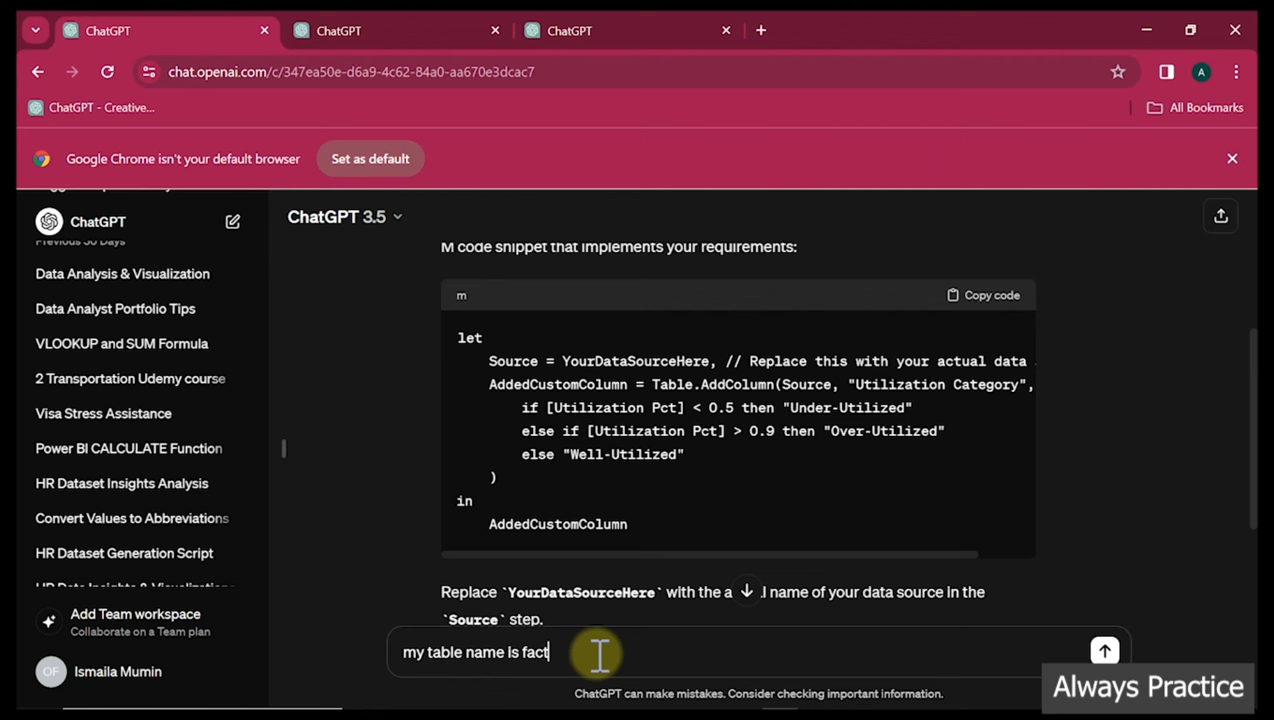 ChatGPT
ChatGPT
ChatGPT
chat.openai.com/c/347ea50e-d6a9-4c62-84a0-aa670e3dcac7
A
ChatGPT - Creative...
All Bookmarks
Google Chrome isn't your default browser
Set as default
ChatGPT
Previous 30 Days
Data Analysis & Visualization
Data Analyst Portfolio Tips
VLOOKUP and SUM Formula
2 Transportation Udemy course
Visa Stress Assistance
Power BI CALCULATE Function
HR Dataset Insights Analysis
Convert Values to Abbreviations
HR Dataset Generation Script
Add Team workspace
Collaborate on a Team plan
OF
Ismaila Mumin
ChatGPT 3.5
M code snippet that implements your requirements:
m
Copy code
let
Source = YourDataSourceHere, // Replace this with your actual data
AddedCustomColumn = Table.AddColumn(Source, "Utilization Category",
if [Utilization Pct] < 0.5 then "Under-Utilized"
else if [Utilization Pct] > 0.9 then "Over-Utilized"
else "Well-Utilized"
)
in
AddedCustomColumn
Replace `YourDataSourceHere` with the a l name of your data source in the
`Source` step.
my table name is fact
ChatGPT can make mistakes. Consider checking important information.
Always Practice